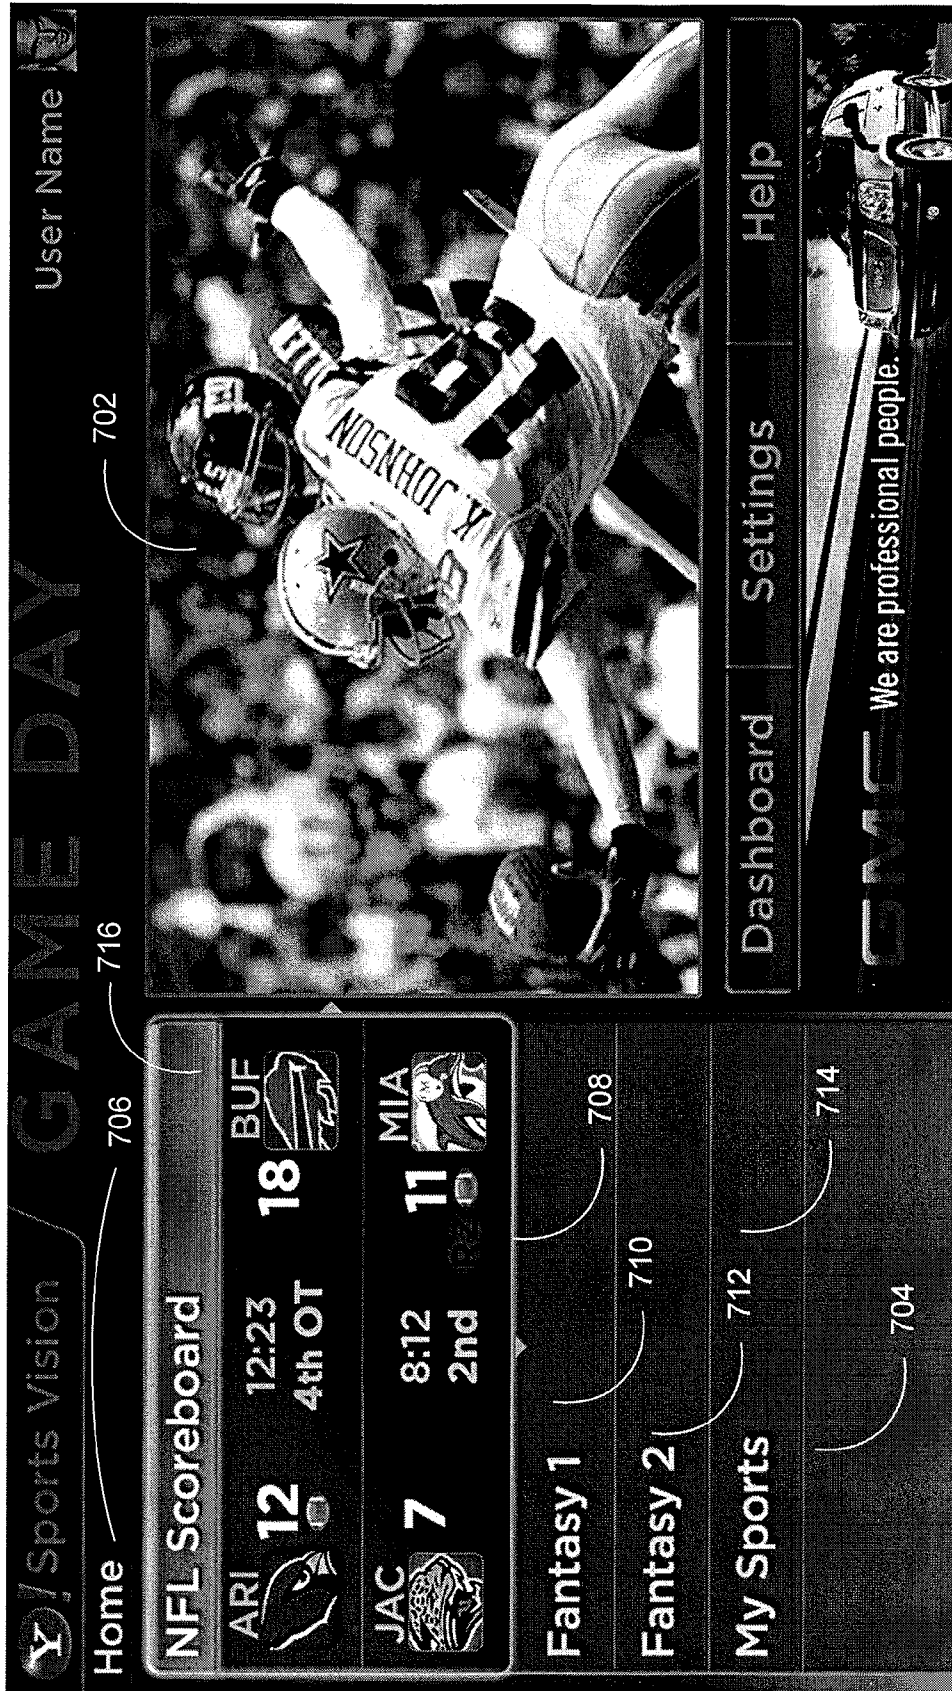 Y! Sports Vision
GAME DAY
User Name
Home
706
716
702
NFL Scoreboard
ARI
12
12:23
4th OT
18
BUF
JAC
7
8:12
2nd
11
RZ
MIA
K. JOHNSON
Fantasy 1
Fantasy 2
My Sports
708
710
712
714
704
Dashboard
Settings
Help
GMC
We are professional people.